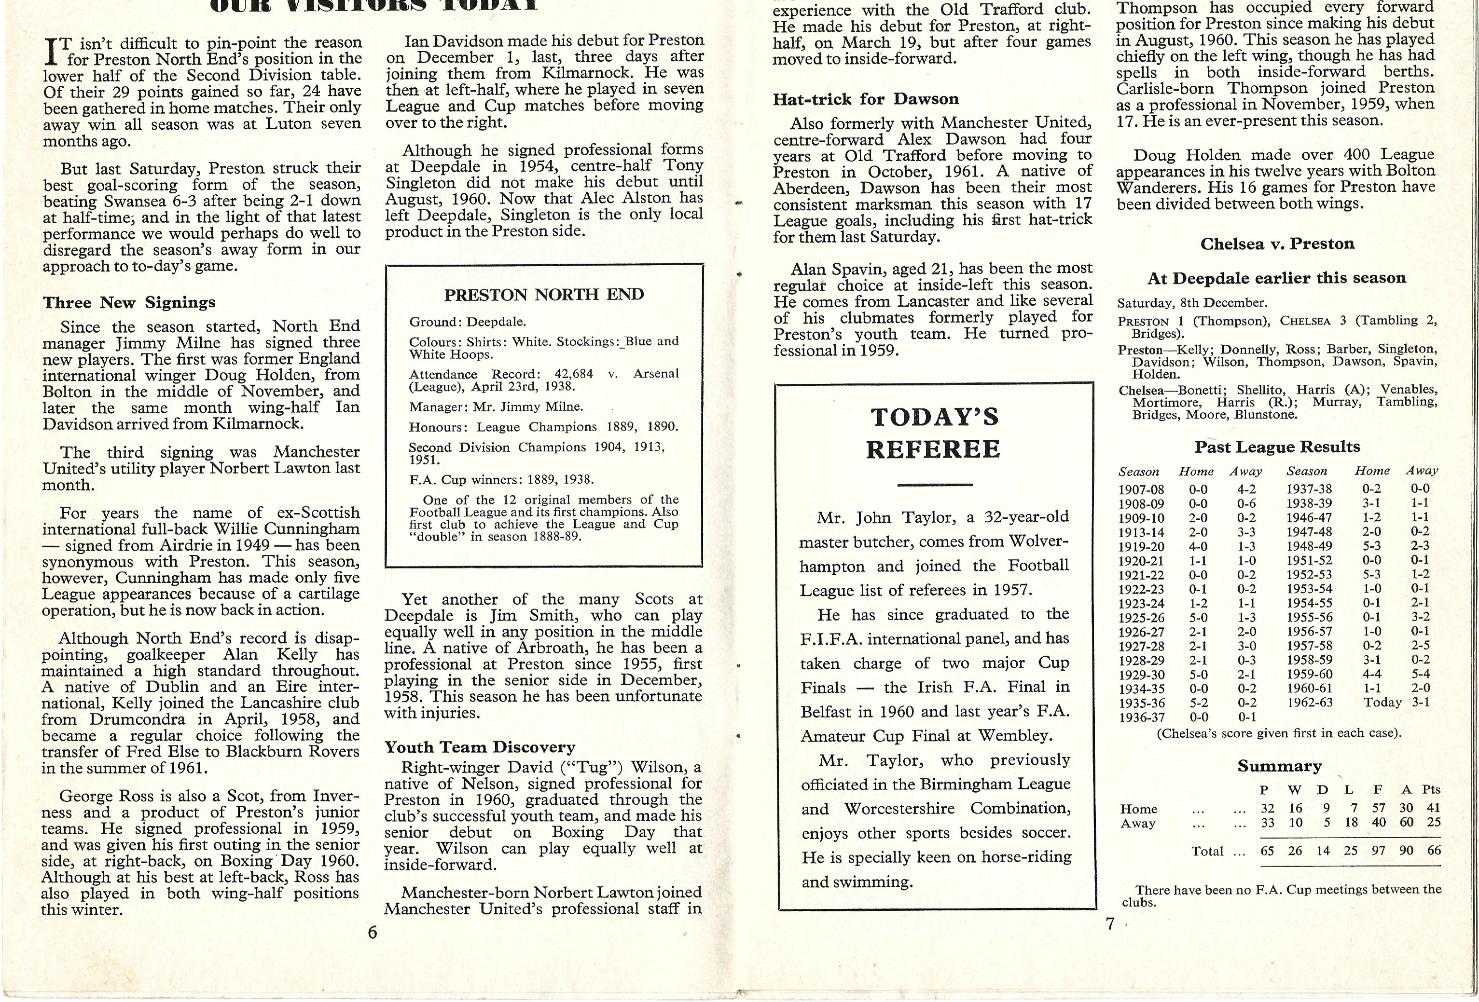 OUR VISITORS TODAY
IT isn't difficult to pin-point the reason
for Preston North End's position in the
lower half of the Second Division table.
Of their 29 points gained so far, 24 have
been gathered in home matches. Their only
away win all season was at Luton seven
months ago.
But last Saturday, Preston struck their
best goal-scoring form of the season,
beating Swansea 6-3 after being 2-1 down
at half-time; and in the light of that latest
performance we would perhaps do well to
disregard the season's away form in our
approach to to-day's game.
Three New Signings
Since the season started, North End
manager Jimmy Milne has signed three
new players. The first was former England
international winger Doug Holden, from
Bolton in the middle of November, and
later the same month wing-half Ian
Davidson arrived from Kilmarnock.
The third signing was Manchester
United's utility player Norbert Lawton last
month.
For years the name of ex-Scottish
international full-back Willie Cunningham
— signed from Airdrie in 1949 — has been
synonymous with Preston. This season,
however, Cunningham has made only five
League appearances because of a cartilage
operation, but he is now back in action.
Although North End's record is disap-
pointing, goalkeeper Alan Kelly has
maintained a high standard throughout.
A native of Dublin and an Eire inter-
national, Kelly joined the Lancashire club
from Drumcondra in April, 1958, and
became a regular choice following the
transfer of Fred Else to Blackburn Rovers
in the summer of 1961.
George Ross is also a Scot, from Inver-
ness and a product of Preston's junior
teams. He signed professional in 1959,
and was given his first outing in the senior
side, at right-back, on Boxing Day 1960.
Although at his best at left-back, Ross has
also played in both wing-half positions
this winter.
Ian Davidson made his debut for Preston
on December 1, last, three days after
joining them from Kilmarnock. He was
then at left-half, where he played in seven
League and Cup matches before moving
over to the right.
Although he signed professional forms
at Deepdale in 1954, centre-half Tony
Singleton did not make his debut until
August, 1960. Now that Alec Alston has
left Deepdale, Singleton is the only local
product in the Preston side.
PRESTON NORTH END
Ground: Deepdale.
Colours: Shirts: White. Stockings: Blue and
White Hoops.
Attendance Record: 42,684 v. Arsenal
(League), April 23rd, 1938.
Manager: Mr. Jimmy Milne.
Honours: League Champions 1889, 1890.
Second Division Champions 1904, 1913,
1951.
F.A. Cup winners: 1889, 1938.
One of the 12 original members of the
Football League and its first champions. Also
first club to achieve the League and Cup
"double" in season 1888-89.
Yet another of the many Scots at
Deepdale is Jim Smith, who can play
equally well in any position in the middle
line. A native of Arbroath, he has been a
professional at Preston since 1955, first
playing in the senior side in December,
1958. This season he has been unfortunate
with injuries.
Youth Team Discovery
Right-winger David ("Tug") Wilson, a
native of Nelson, signed professional for
Preston in 1960, graduated through the
club's successful youth team, and made his
senior debut on Boxing Day that
year. Wilson can play equally well at
inside-forward.
Manchester-born Norbert Lawton joined
Manchester United's professional staff in
6
experience with the Old Trafford club.
He made his debut for Preston, at right-
half, on March 19, but after four games
moved to inside-forward.
Hat-trick for Dawson
Also formerly with Manchester United,
centre-forward Alex Dawson had four
years at Old Trafford before moving to
Preston in October, 1961. A native of
Aberdeen, Dawson has been their most
consistent marksman this season with 17
League goals, including his first hat-trick
for them last Saturday.
Alan Spavin, aged 21, has been the most
regular choice at inside-left this season.
He comes from Lancaster and like several
of his clubmates formerly played for
Preston's youth team. He turned pro-
fessional in 1959.
TODAY'S
REFEREE
Mr. John Taylor, a 32-year-old
master butcher, comes from Wolver-
hampton and joined the Football
League list of referees in 1957.
He has since graduated to the
F.I.F.A. international panel, and has
taken charge of two major Cup
Finals — the Irish F.A. Final in
Belfast in 1960 and last year's F.A.
Amateur Cup Final at Wembley.
Mr. Taylor, who previously
officiated in the Birmingham League
and Worcestershire Combination,
enjoys other sports besides soccer.
He is specially keen on horse-riding
and swimming.
Thompson has occupied every forward
position for Preston since making his debut
in August, 1960. This season he has played
chiefly on the left wing, though he has had
spells in both inside-forward berths.
Carlisle-born Thompson joined Preston
as a professional in November, 1959, when
17. He is an ever-present this season.
Doug Holden made over 400 League
appearances in his twelve years with Bolton
Wanderers. His 16 games for Preston have
been divided between both wings.
Chelsea v. Preston
At Deepdale earlier this season
Saturday, 8th December.
PRESTON 1 (Thompson), CHELSEA 3 (Tambling 2,
Bridges).
Preston—Kelly; Donnelly, Ross; Barber, Singleton,
Davidson; Wilson, Thompson, Dawson, Spavin,
Holden.
Chelsea—Bonetti; Shellito, Harris (A); Venables,
Mortimore, Harris (R.); Murray, Tambling,
Bridges, Moore, Blunstone.
Past League Results
Season Home Away Season Home Away
1907-08 0-0 4-2 1937-38 0-2 0-0
1908-09 0-0 0-6 1938-39 3-1 1-1
1909-10 2-0 0-2 1946-47 1-2 1-1
1913-14 2-0 3-3 1947-48 2-0 0-2
1919-20 4-0 1-3 1948-49 5-3 2-3
1920-21 1-1 1-0 1951-52 0-0 0-1
1921-22 0-0 0-2 1952-53 5-3 1-2
1922-23 0-1 0-2 1953-54 1-0 0-1
1923-24 1-2 1-1 1954-55 0-1 2-1
1925-26 5-0 1-3 1955-56 0-1 3-2
1926-27 2-1 2-0 1956-57 1-0 0-1
1927-28 2-1 3-0 1957-58 0-2 2-5
1928-29 2-1 0-3 1958-59 3-1 0-2
1929-30 5-0 2-1 1959-60 4-4 5-4
1934-35 0-0 0-2 1960-61 1-1 2-0
1935-36 5-2 0-2 1962-63 Today 3-1
1936-37 0-0 0-1
(Chelsea's score given first in each case).
Summary
P W D L F A Pts
Home ... ... 32 16 9 7 57 30 41
Away ... ... 33 10 5 18 40 60 25
Total ... 65 26 14 25 97 90 66
There have been no F.A. Cup meetings between the
clubs.
7